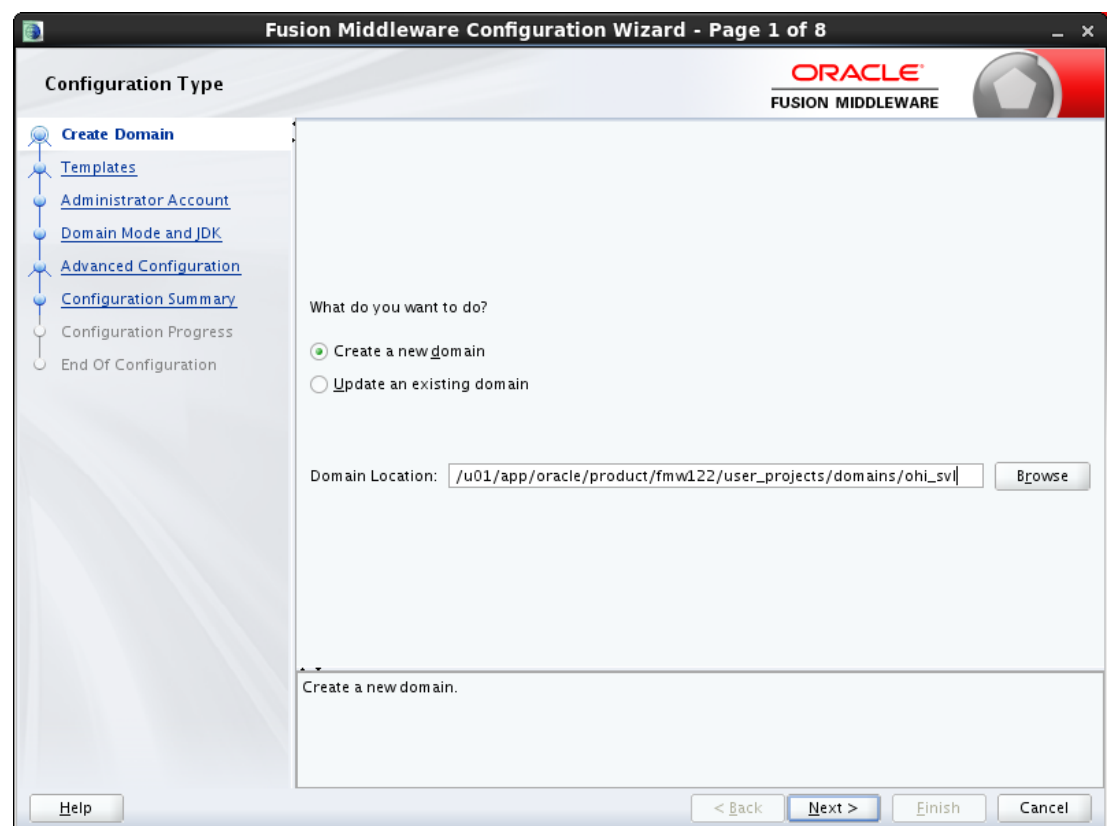 Fusion Middleware Configuration Wizard - Page 1 of 8
Configuration Type
ORACLE
FUSION MIDDLEWARE
Create Domain
Templates
Administrator Account
Domain Mode and JDK
Advanced Configuration
Configuration Summary
Configuration Progress
End Of Configuration
What do you want to do?
Create a new domain
Update an existing domain
Domain Location: /u01/app/oracle/product/fmw122/user_projects/domains/ohi_svl Browse
Create a new domain.
Help < Back Next > Finish Cancel